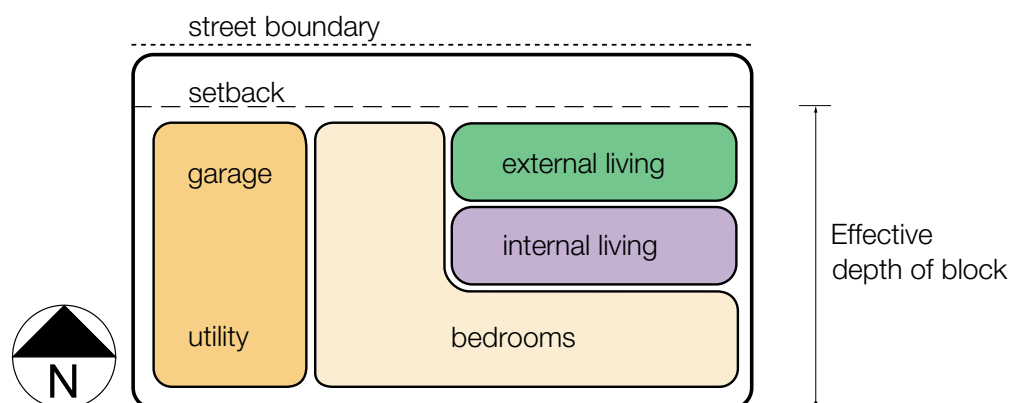 street boundary
setback
garage
external living
internal living
Effective
depth of block
utility
bedrooms
N